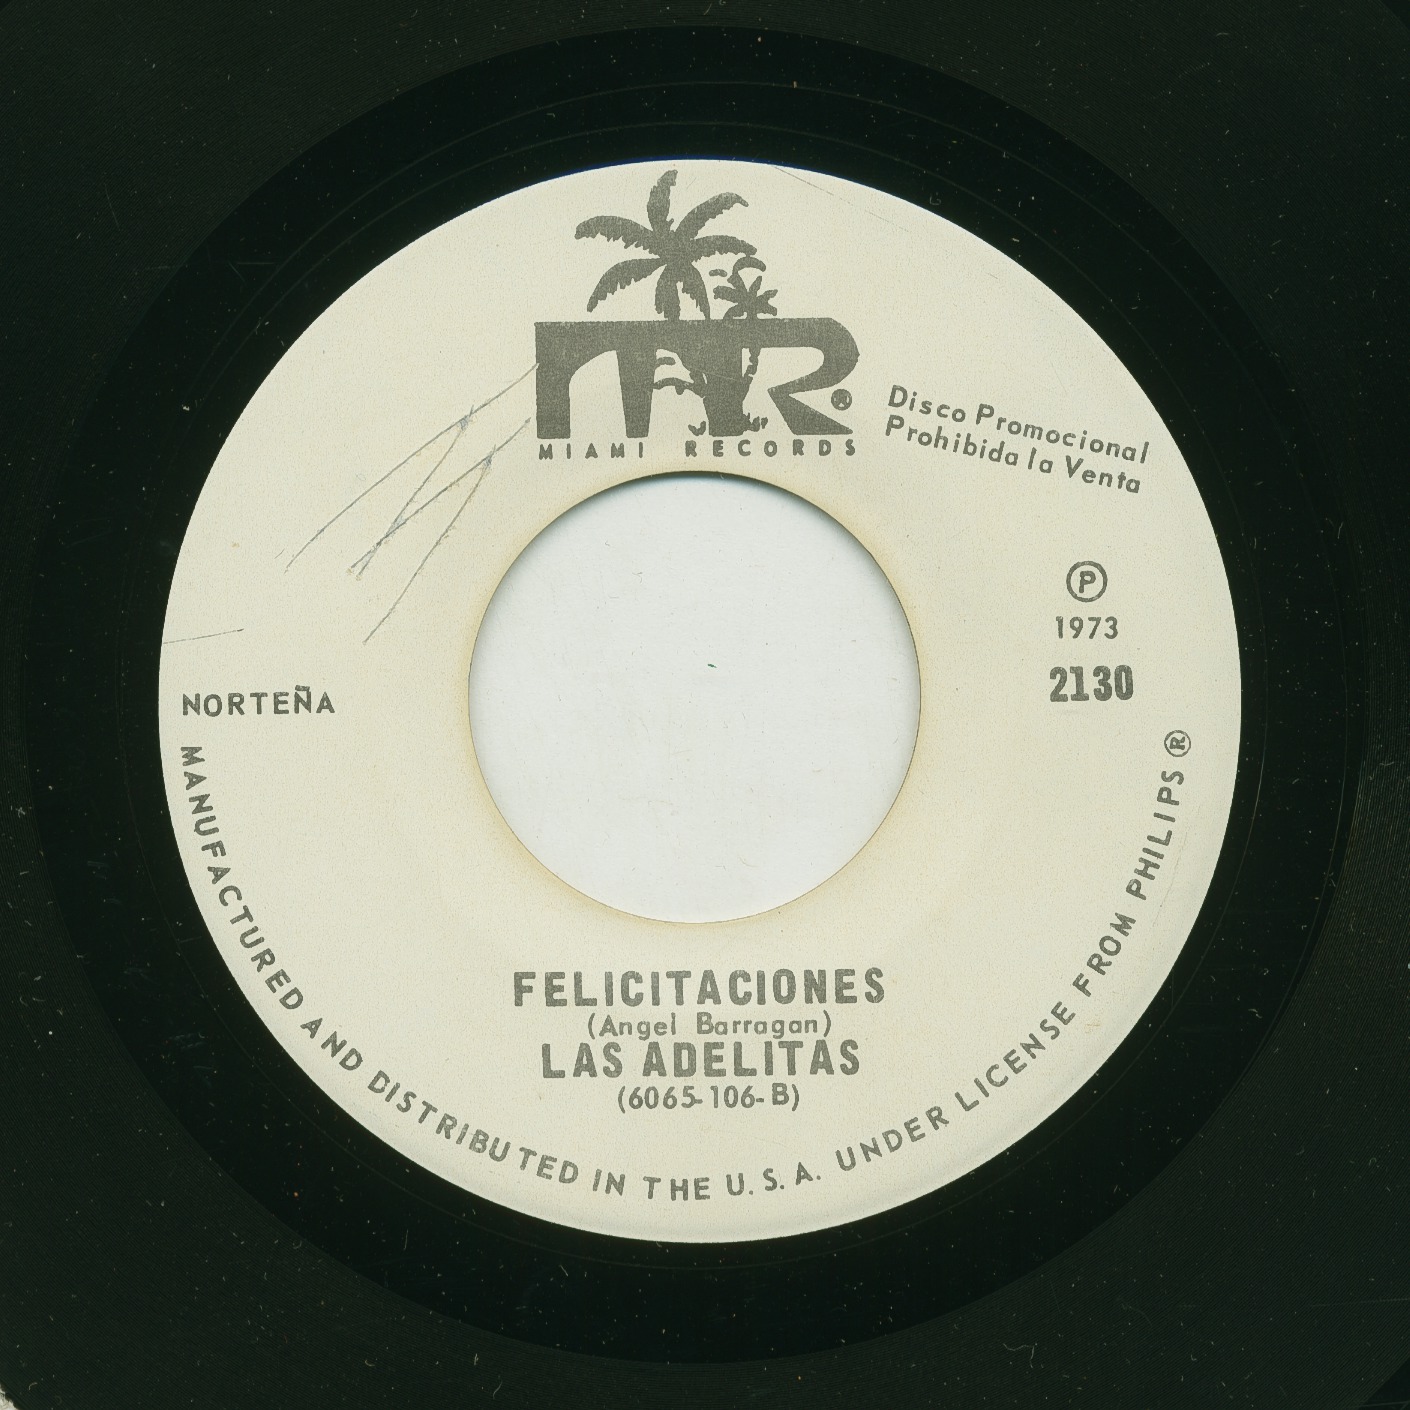 MR®
MIAMI RECORDS
Disco Promocional
Prohibida la Venta
Ⓟ
1973
2130
NORTEÑA
FELICITACIONES
(Angel Barragan)
LAS ADELITAS
(6065-106-B)
MANUFACTURED AND DISTRIBUTED IN THE U.S.A. UNDER LICENSE FROM PHILIPS®